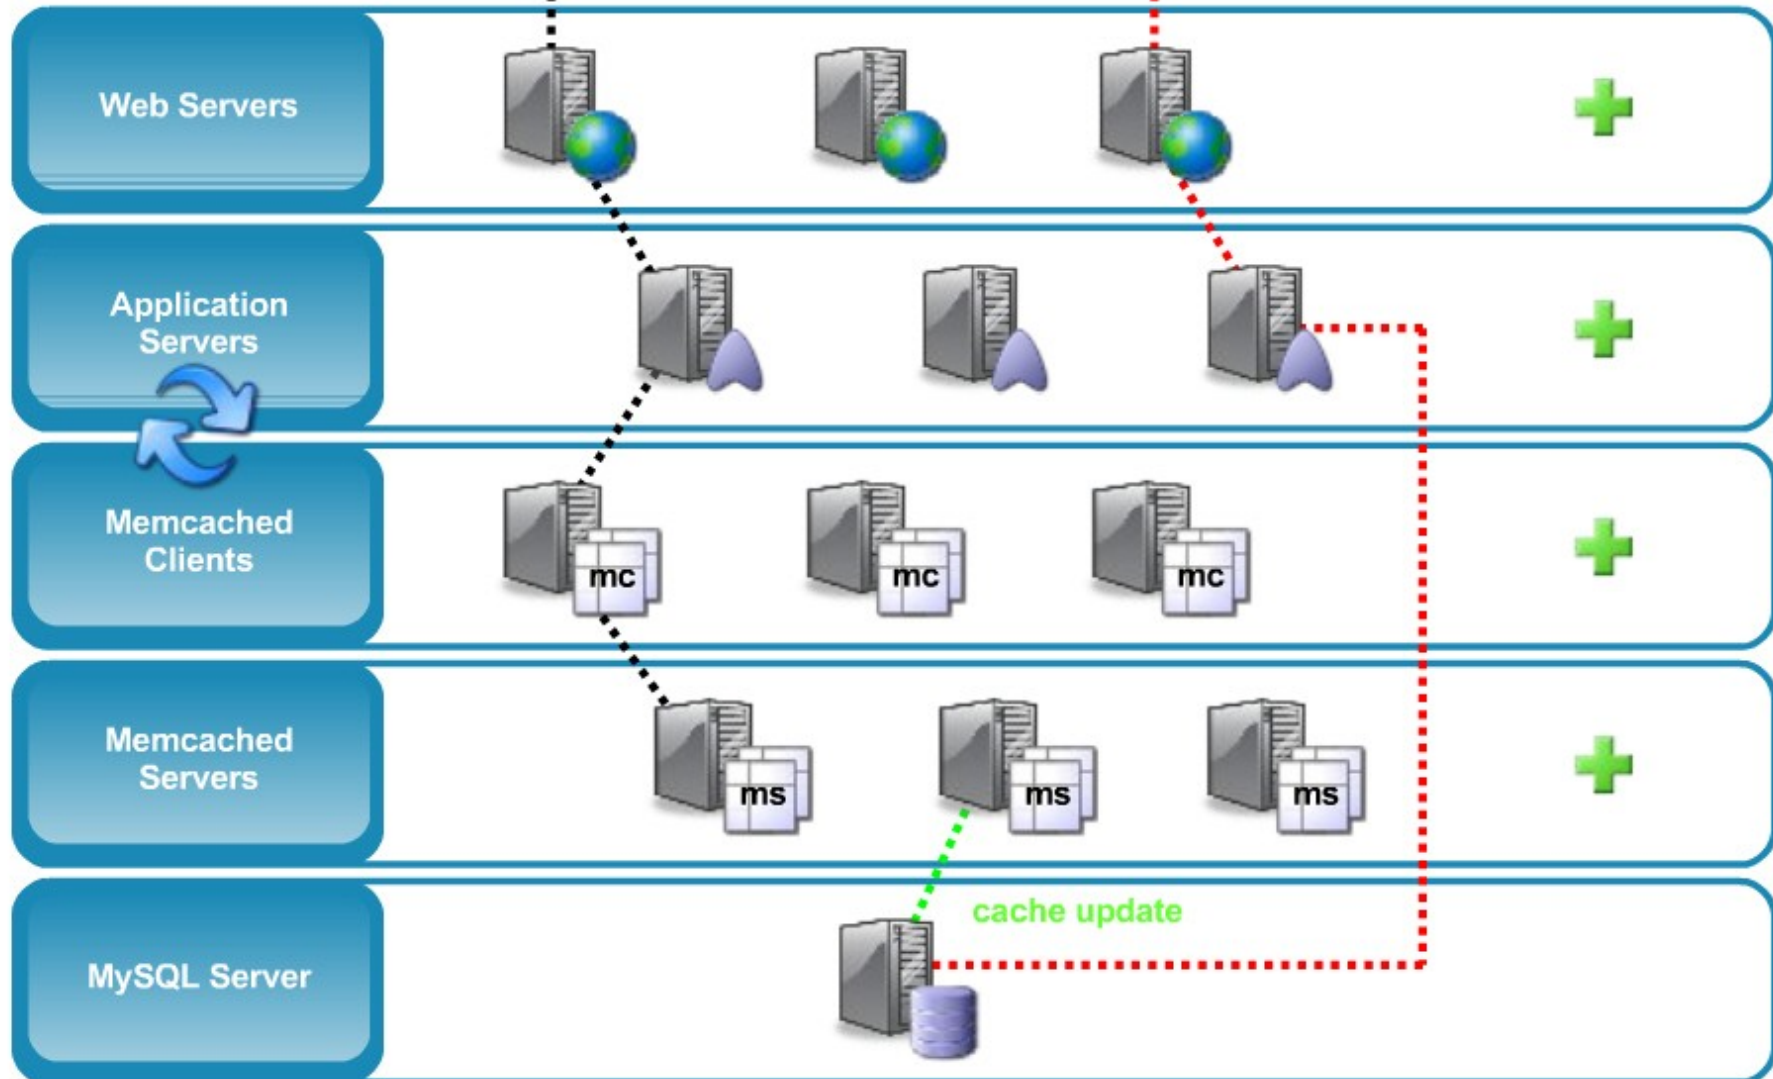 Web Servers
Application
Servers
Memcached
Clients
mc
mc
mc
Memcached
Servers
ms
ms
ms
cache update
MySQL Server